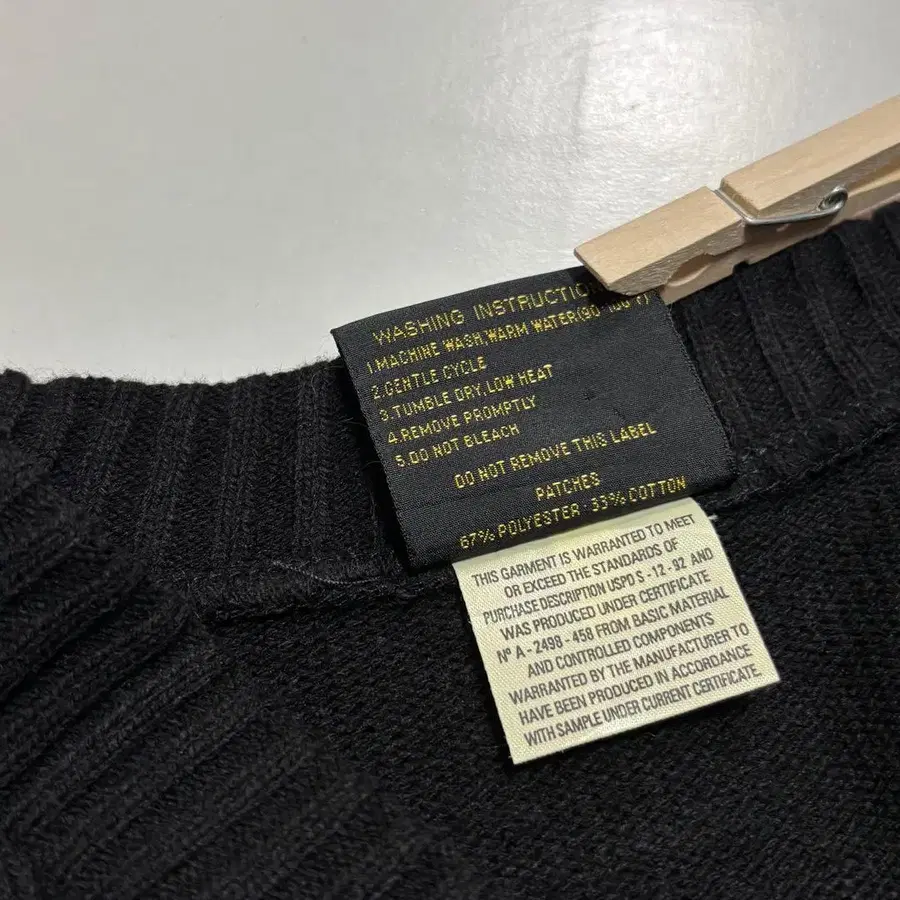 WASHING INSTRUCTIO
1.MACHINE WASH,WARM WATER(90°-100°F)
2.GENTLE CYCLE
3.TUMBLE DRY,LOW HEAT
4.REMOVE PROMPTLY
5.DO NOT BLEACH
DO NOT REMOVE THIS LABEL
PATCHES
67% POLYESTER · 33% COTTON
THIS GARMENT IS WARRANTED TO MEET
OR EXCEED THE STANDARDS OF
PURCHASE DESCRIPTION USPD S - 12 - 92 AND
WAS PRODUCED UNDER CERTIFICATE
Nº A - 2498 - 458 FROM BASIC MATERIAL
AND CONTROLLED COMPONENTS
WARRANTED BY THE MANUFACTURER TO
HAVE BEEN PRODUCED IN ACCORDANCE
WITH SAMPLE UNDER CURRENT CERTIFICATE.